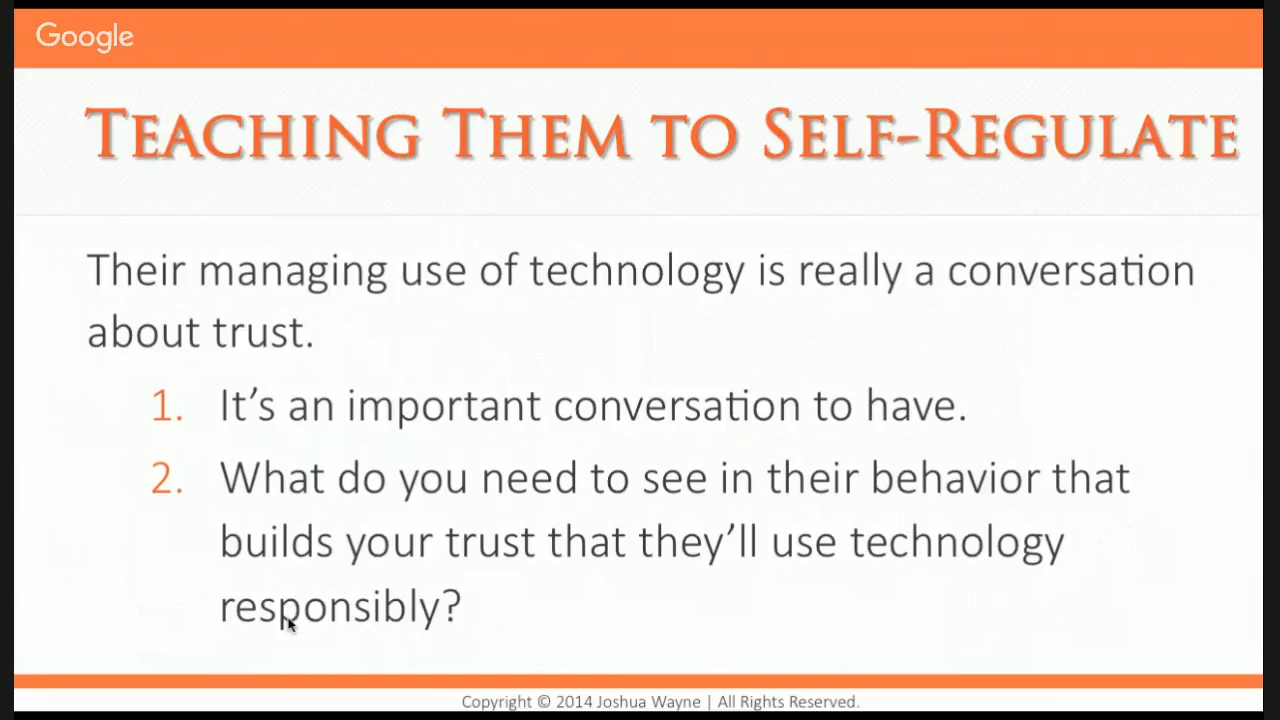 Google
Teaching Them to Self-Regulate
Their managing use of technology is really a conversation
about trust.
1. It's an important conversation to have.
2. What do you need to see in their behavior that
builds your trust that they'll use technology
responsibly?
Copyright © 2014 Joshua Wayne | All Rights Reserved.